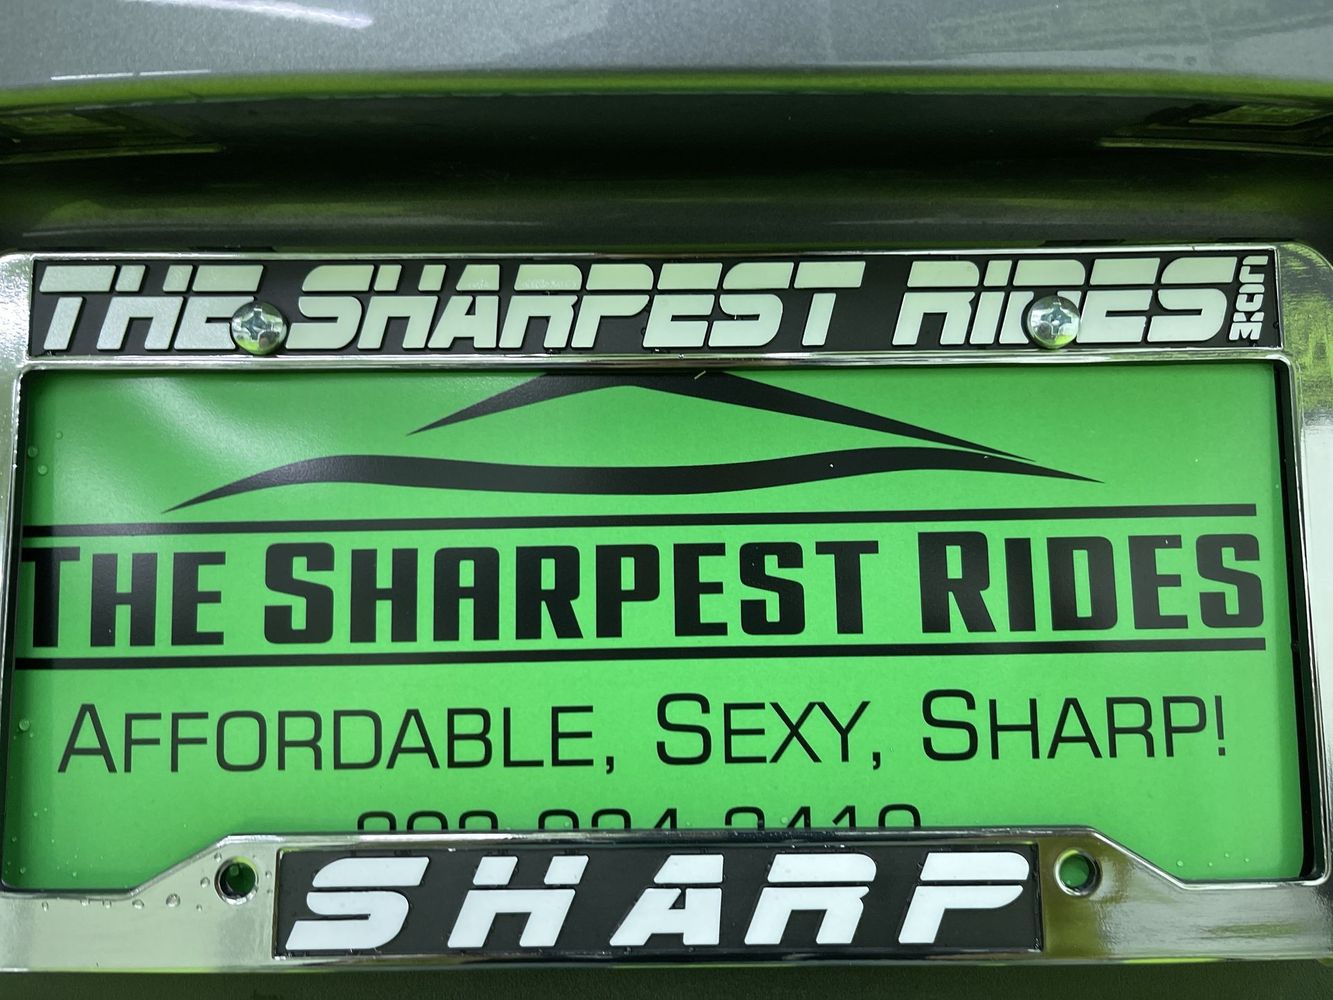 THE SHARPEST RIDES.COM
THE SHARPEST RIDES
AFFORDABLE, SEXY, SHARP!
SHARP